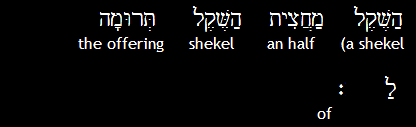 הַשֶּׁקֶל מַחֲצִית הַשֶּׁקֶל תְּרוּמָה
(a shekel an half shekel the offering
לַ ׃
of